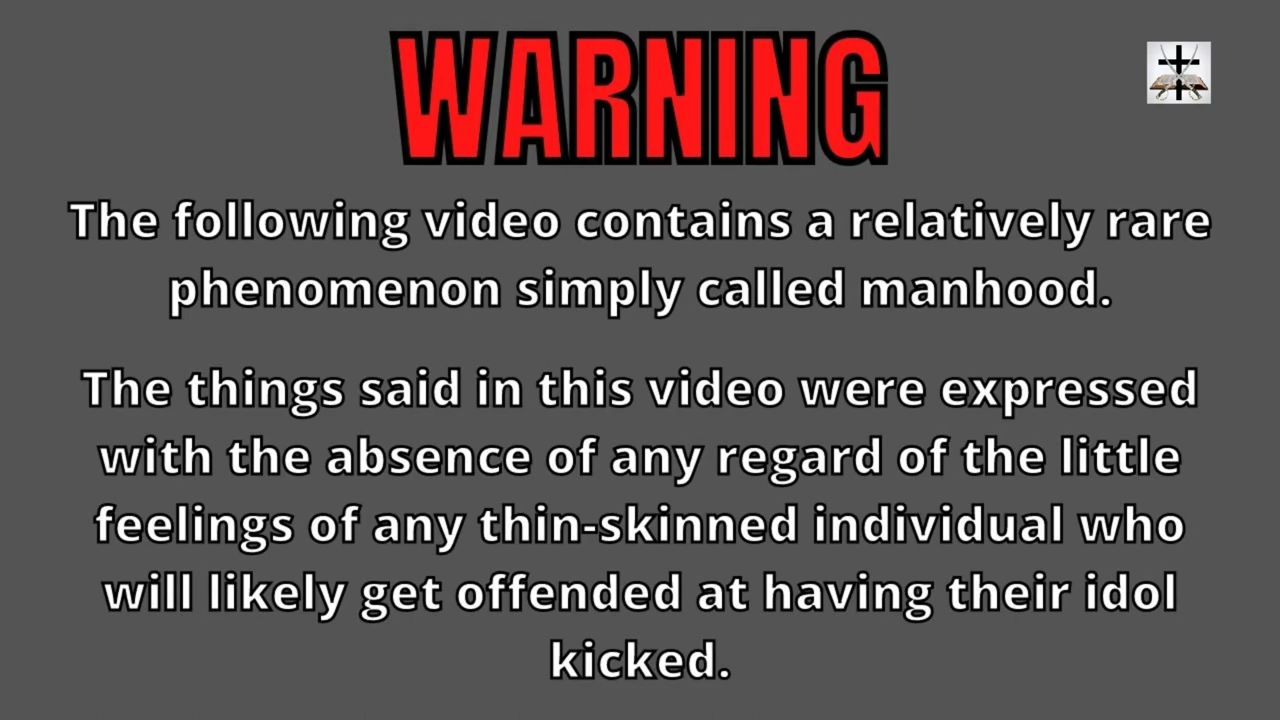 WARNING
The following video contains a relatively rare
phenomenon simply called manhood.
The things said in this video were expressed
with the absence of any regard of the little
feelings of any thin-skinned individual who
will likely get offended at having their idol
kicked.